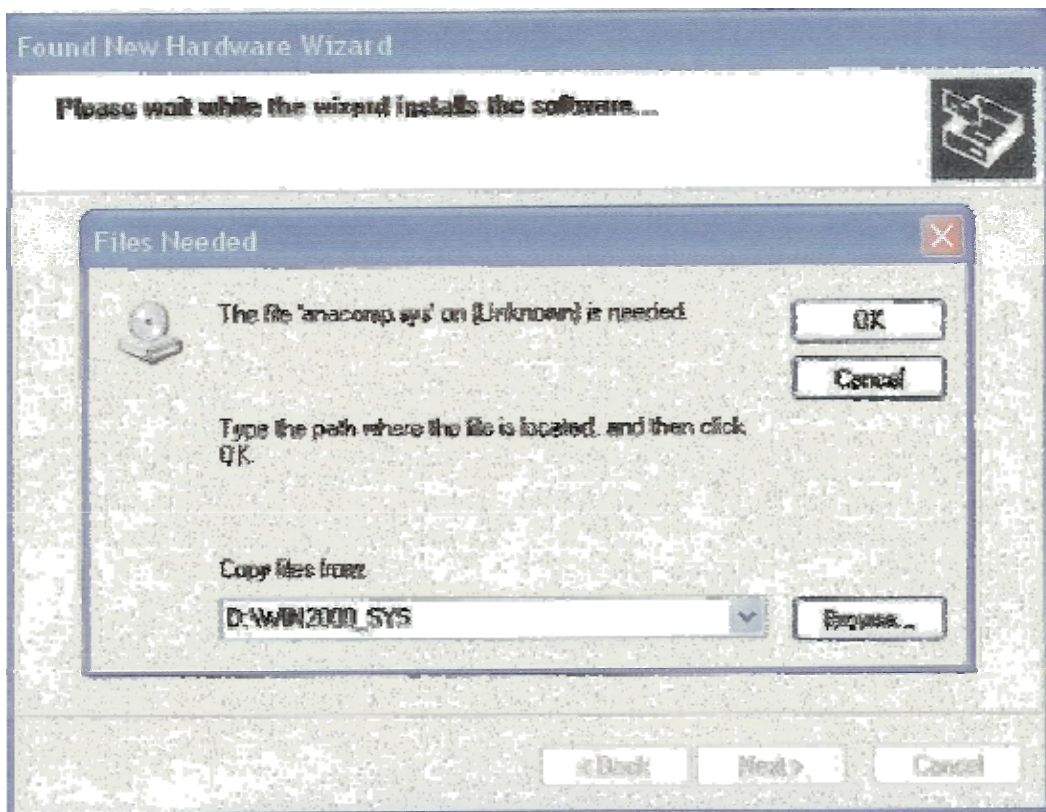 Found New Hardware Wizard
Please wait while the wizard installs the software...
Files Needed
The file 'anacomp.sys' on (Unknown) is needed.
OK
Cancel
Type the path where the file is located, and then click
OK.
Copy files from:
D:\WIN2000_SYS
Browse...
< Back
Next >
Cancel